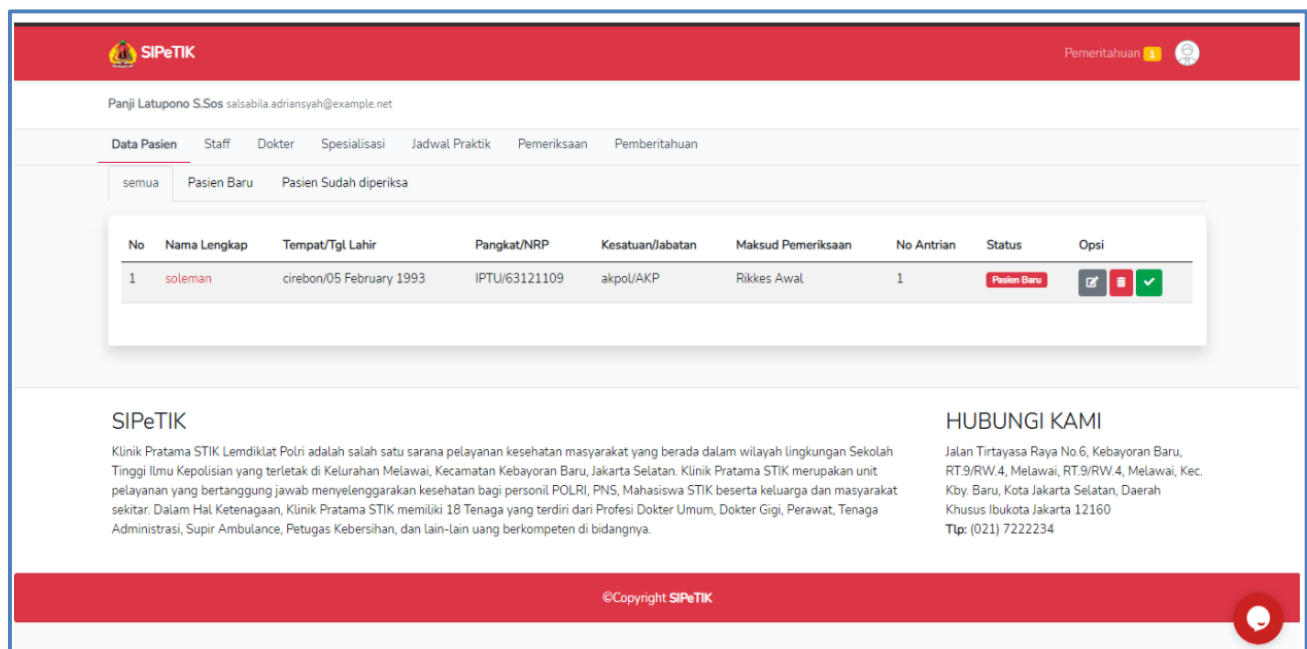 SIPeTIK
Pemeritahuan 1
Panji Latupono S.Sos salsabila.adriansyah@example.net
Data Pasien Staff Dokter Spesialisasi Jadwal Praktik Pemeriksaan Pemberitahuan
semua Pasien Baru Pasien Sudah diperiksa
No Nama Lengkap Tempat/Tgl Lahir Pangkat/NRP Kesatuan/Jabatan Maksud Pemeriksaan No Antrian Status Opsi
1 soleman cirebon/05 February 1993 IPTU/63121109 akpol/AKP Rikkes Awal 1 Pasien Baru
SIPeTIK
Klinik Pratama STIK Lemdiklat Polri adalah salah satu sarana pelayanan kesehatan masyarakat yang berada dalam wilayah lingkungan Sekolah
Tinggi Ilmu Kepolisian yang terletak di Kelurahan Melawai, Kecamatan Kebayoran Baru, Jakarta Selatan. Klinik Pratama STIK merupakan unit
pelayanan yang bertanggung jawab menyelenggarakan kesehatan bagi personil POLRI, PNS, Mahasiswa STIK beserta keluarga dan masyarakat
sekitar. Dalam Hal Ketenagaan, Klinik Pratama STIK memiliki 18 Tenaga yang terdiri dari Profesi Dokter Umum, Dokter Gigi, Perawat, Tenaga
Administrasi, Supir Ambulance, Petugas Kebersihan, dan lain-lain uang berkompeten di bidangnya.
HUBUNGI KAMI
Jalan Tirtayasa Raya No.6, Kebayoran Baru,
RT.9/RW.4, Melawai, RT.9/RW.4, Melawai, Kec.
Kby. Baru, Kota Jakarta Selatan, Daerah
Khusus Ibukota Jakarta 12160
Tlp: (021) 7222234
©Copyright SIPeTIK